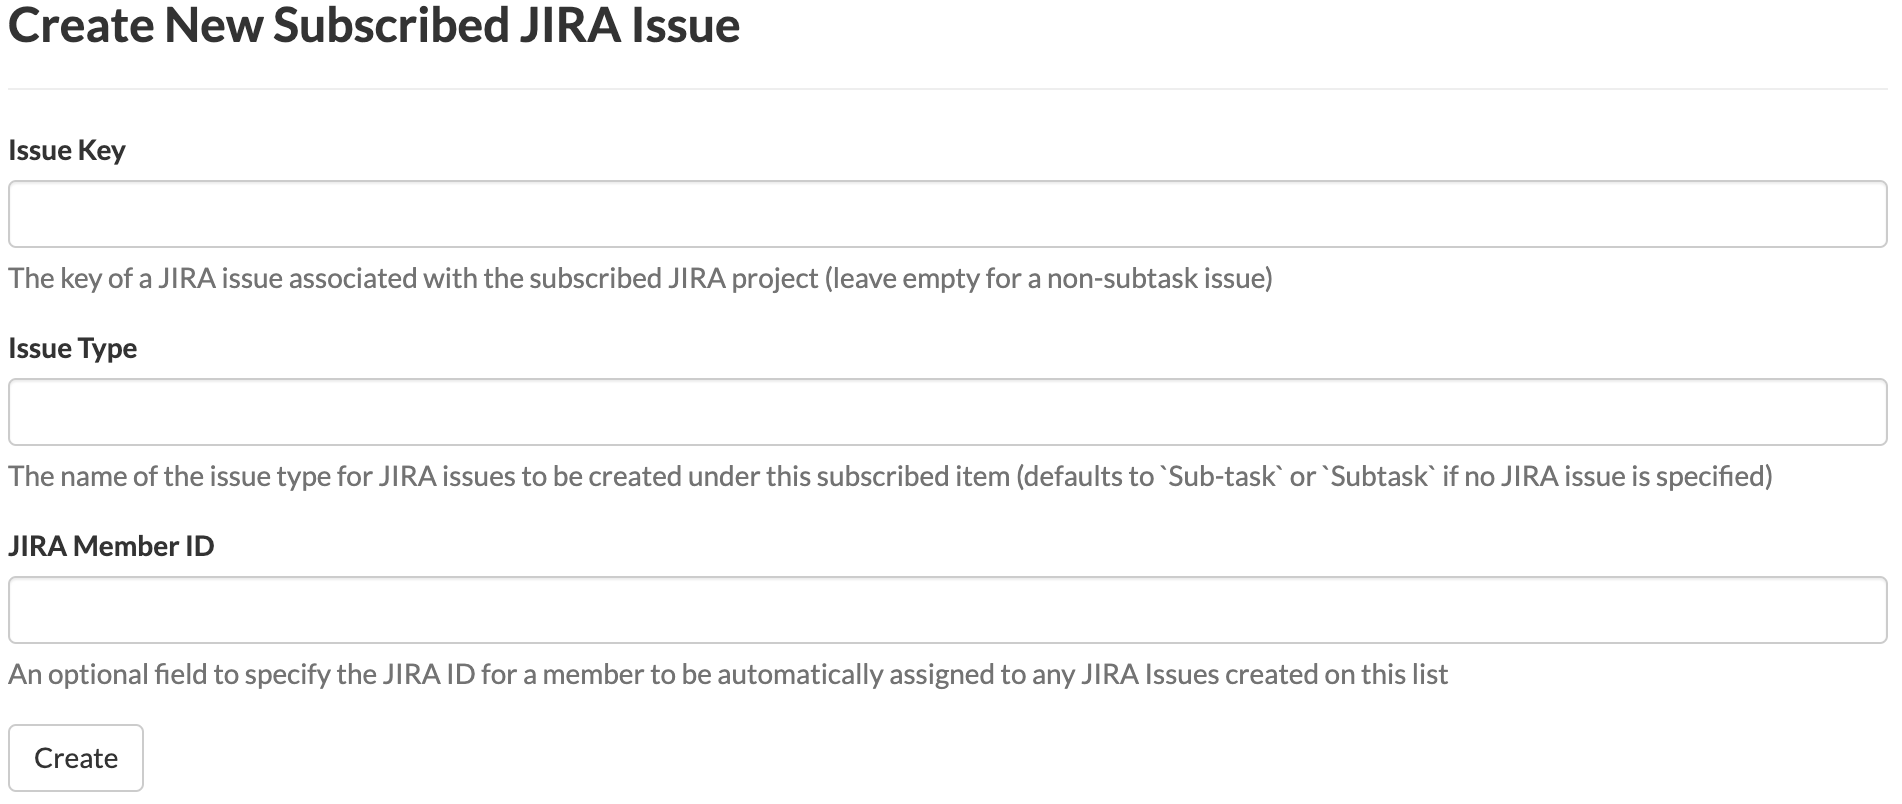 Create New Subscribed JIRA Issue
Issue Key
The key of a JIRA issue associated with the subscribed JIRA project (leave empty for a non-subtask issue)
Issue Type
The name of the issue type for JIRA issues to be created under this subscribed item (defaults to `Sub-task` or `Subtask` if no JIRA issue is specified)
JIRA Member ID
An optional field to specify the JIRA ID for a member to be automatically assigned to any JIRA Issues created on this list
Create